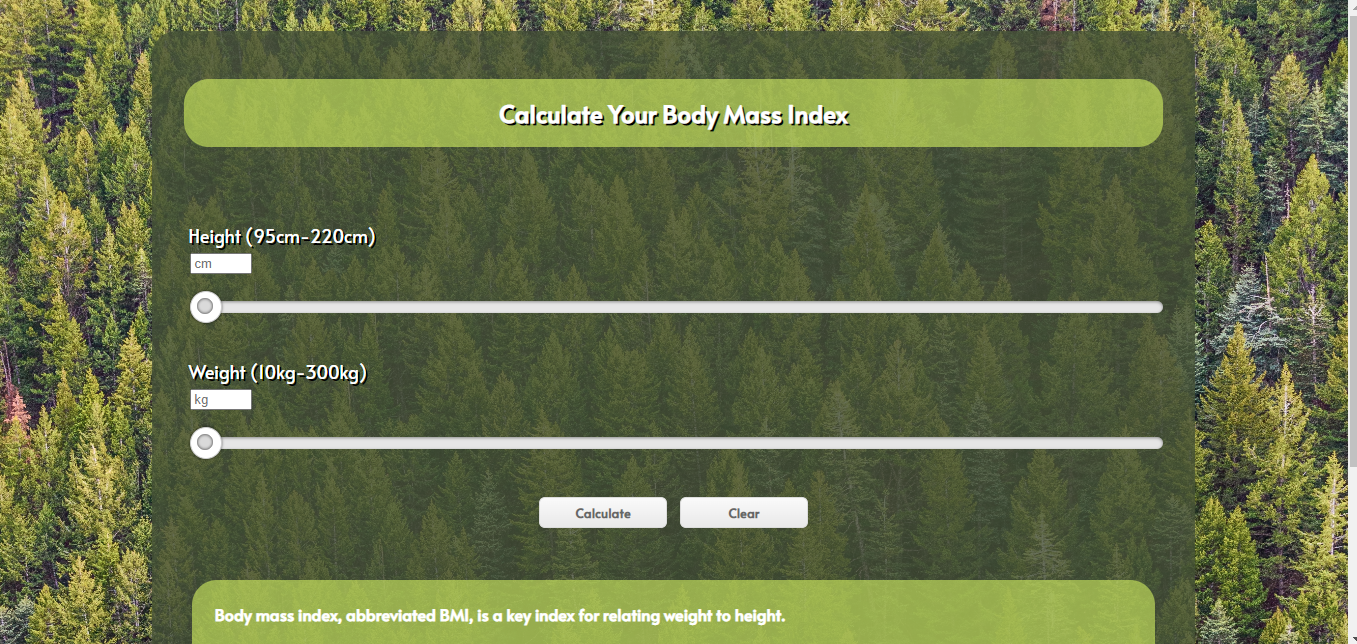 Calculate Your Body Mass Index
Height (95cm-220cm)
cm
Weight (10kg-300kg)
kg
Calculate
Clear
Body mass index, abbreviated BMI, is a key index for relating weight to height.